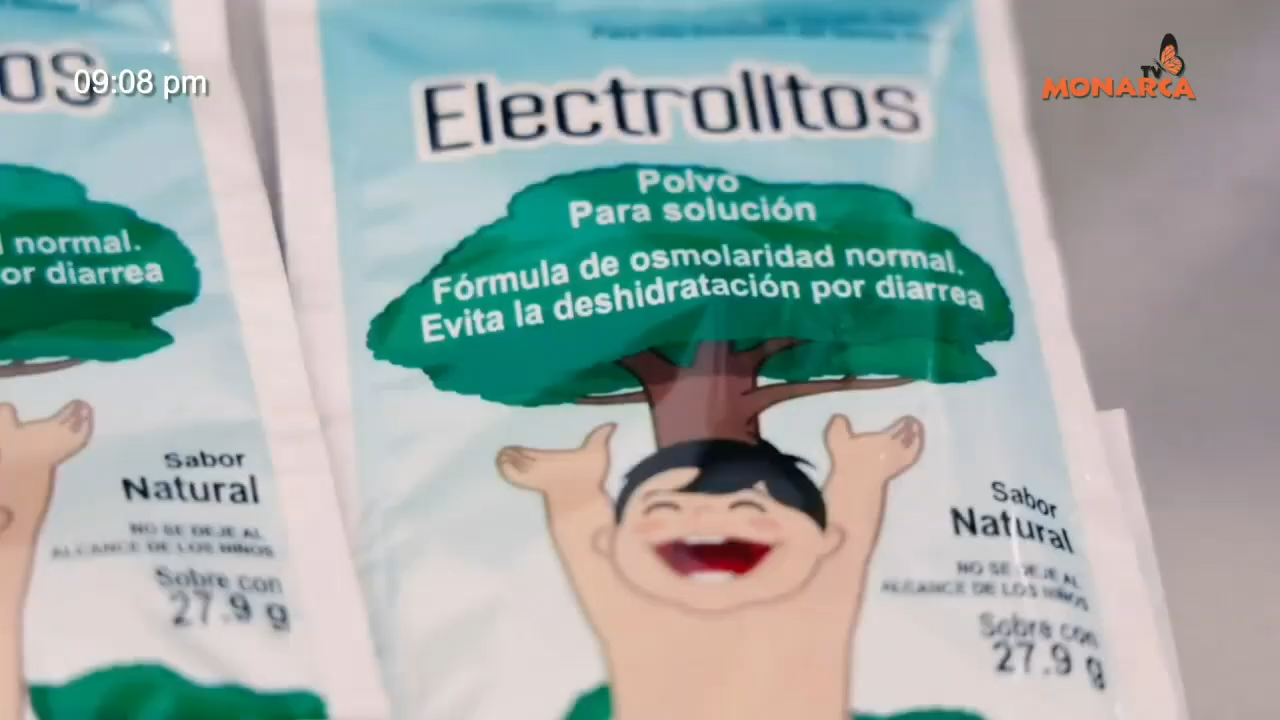 09:08 pm
TV
MONARCA
os
l normal.
or diarrea
Sabor
Natural
NO SE DEJE AL
ALCANCE DE LOS NIÑOS
Sobre con
27.9 g
Electrolitos
Polvo
Para solución
Fórmula de osmolaridad normal.
Evita la deshidratación por diarrea
Sabor
Natural
NO SE DEJE AL
ALCANCE DE LOS NIÑOS
Sobre con
27.9 g